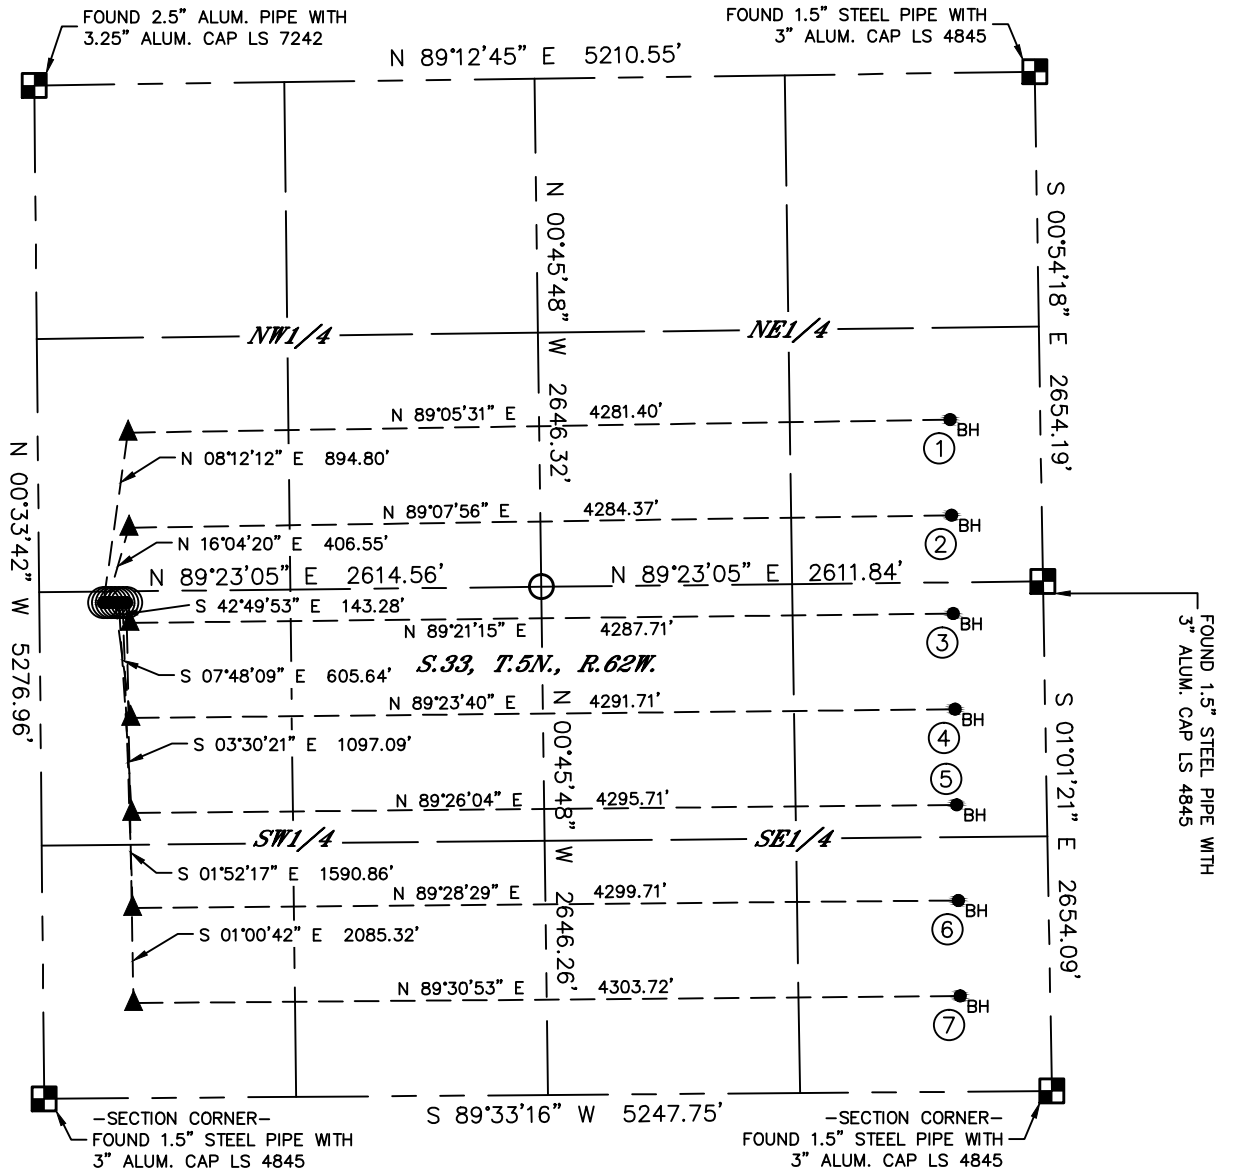 FOUND 2.5" ALUM. PIPE WITH
3.25" ALUM. CAP LS 7242
FOUND 1.5" STEEL PIPE WITH
3" ALUM. CAP LS 4845
N 89°12'45" E 5210.55'
N 00°45'48" W 2646.32'
S 00°54'18" E 2654.19'
NW1/4
NE1/4
N 89°05'31" E 4281.40'
BH
1
N 08°12'12" E 894.80'
N 00°33'42" W 5276.96'
N 89°07'56" E 4284.37'
BH
2
N 16°04'20" E 406.55'
N 89°23'05" E 2614.56'
N 89°23'05" E 2611.84'
S 42°49'53" E 143.28'
FOUND 1.5" STEEL PIPE WITH
3" ALUM. CAP LS 4845
N 89°21'15" E 4287.71'
BH
3
S.33, T.5N., R.62W.
S 07°48'09" E 605.64'
N 89°23'40" E 4291.71'
BH
4
N 00°45'48" W 2646.26'
S 01°01'21" E 2654.09'
S 03°30'21" E 1097.09'
5
N 89°26'04" E 4295.71'
BH
SW1/4
SE1/4
S 01°52'17" E 1590.86'
N 89°28'29" E 4299.71'
BH
6
S 01°00'42" E 2085.32'
N 89°30'53" E 4303.72'
BH
7
S 89°33'16" W 5247.75'
-SECTION CORNER-
FOUND 1.5" STEEL PIPE WITH
3" ALUM. CAP LS 4845
-SECTION CORNER-
FOUND 1.5" STEEL PIPE WITH
3" ALUM. CAP LS 4845